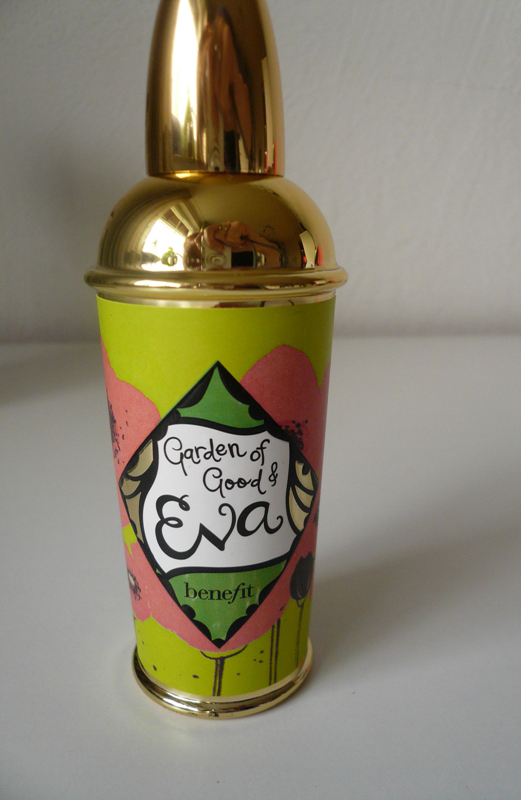 Garden of
Good &
Eva
benefit